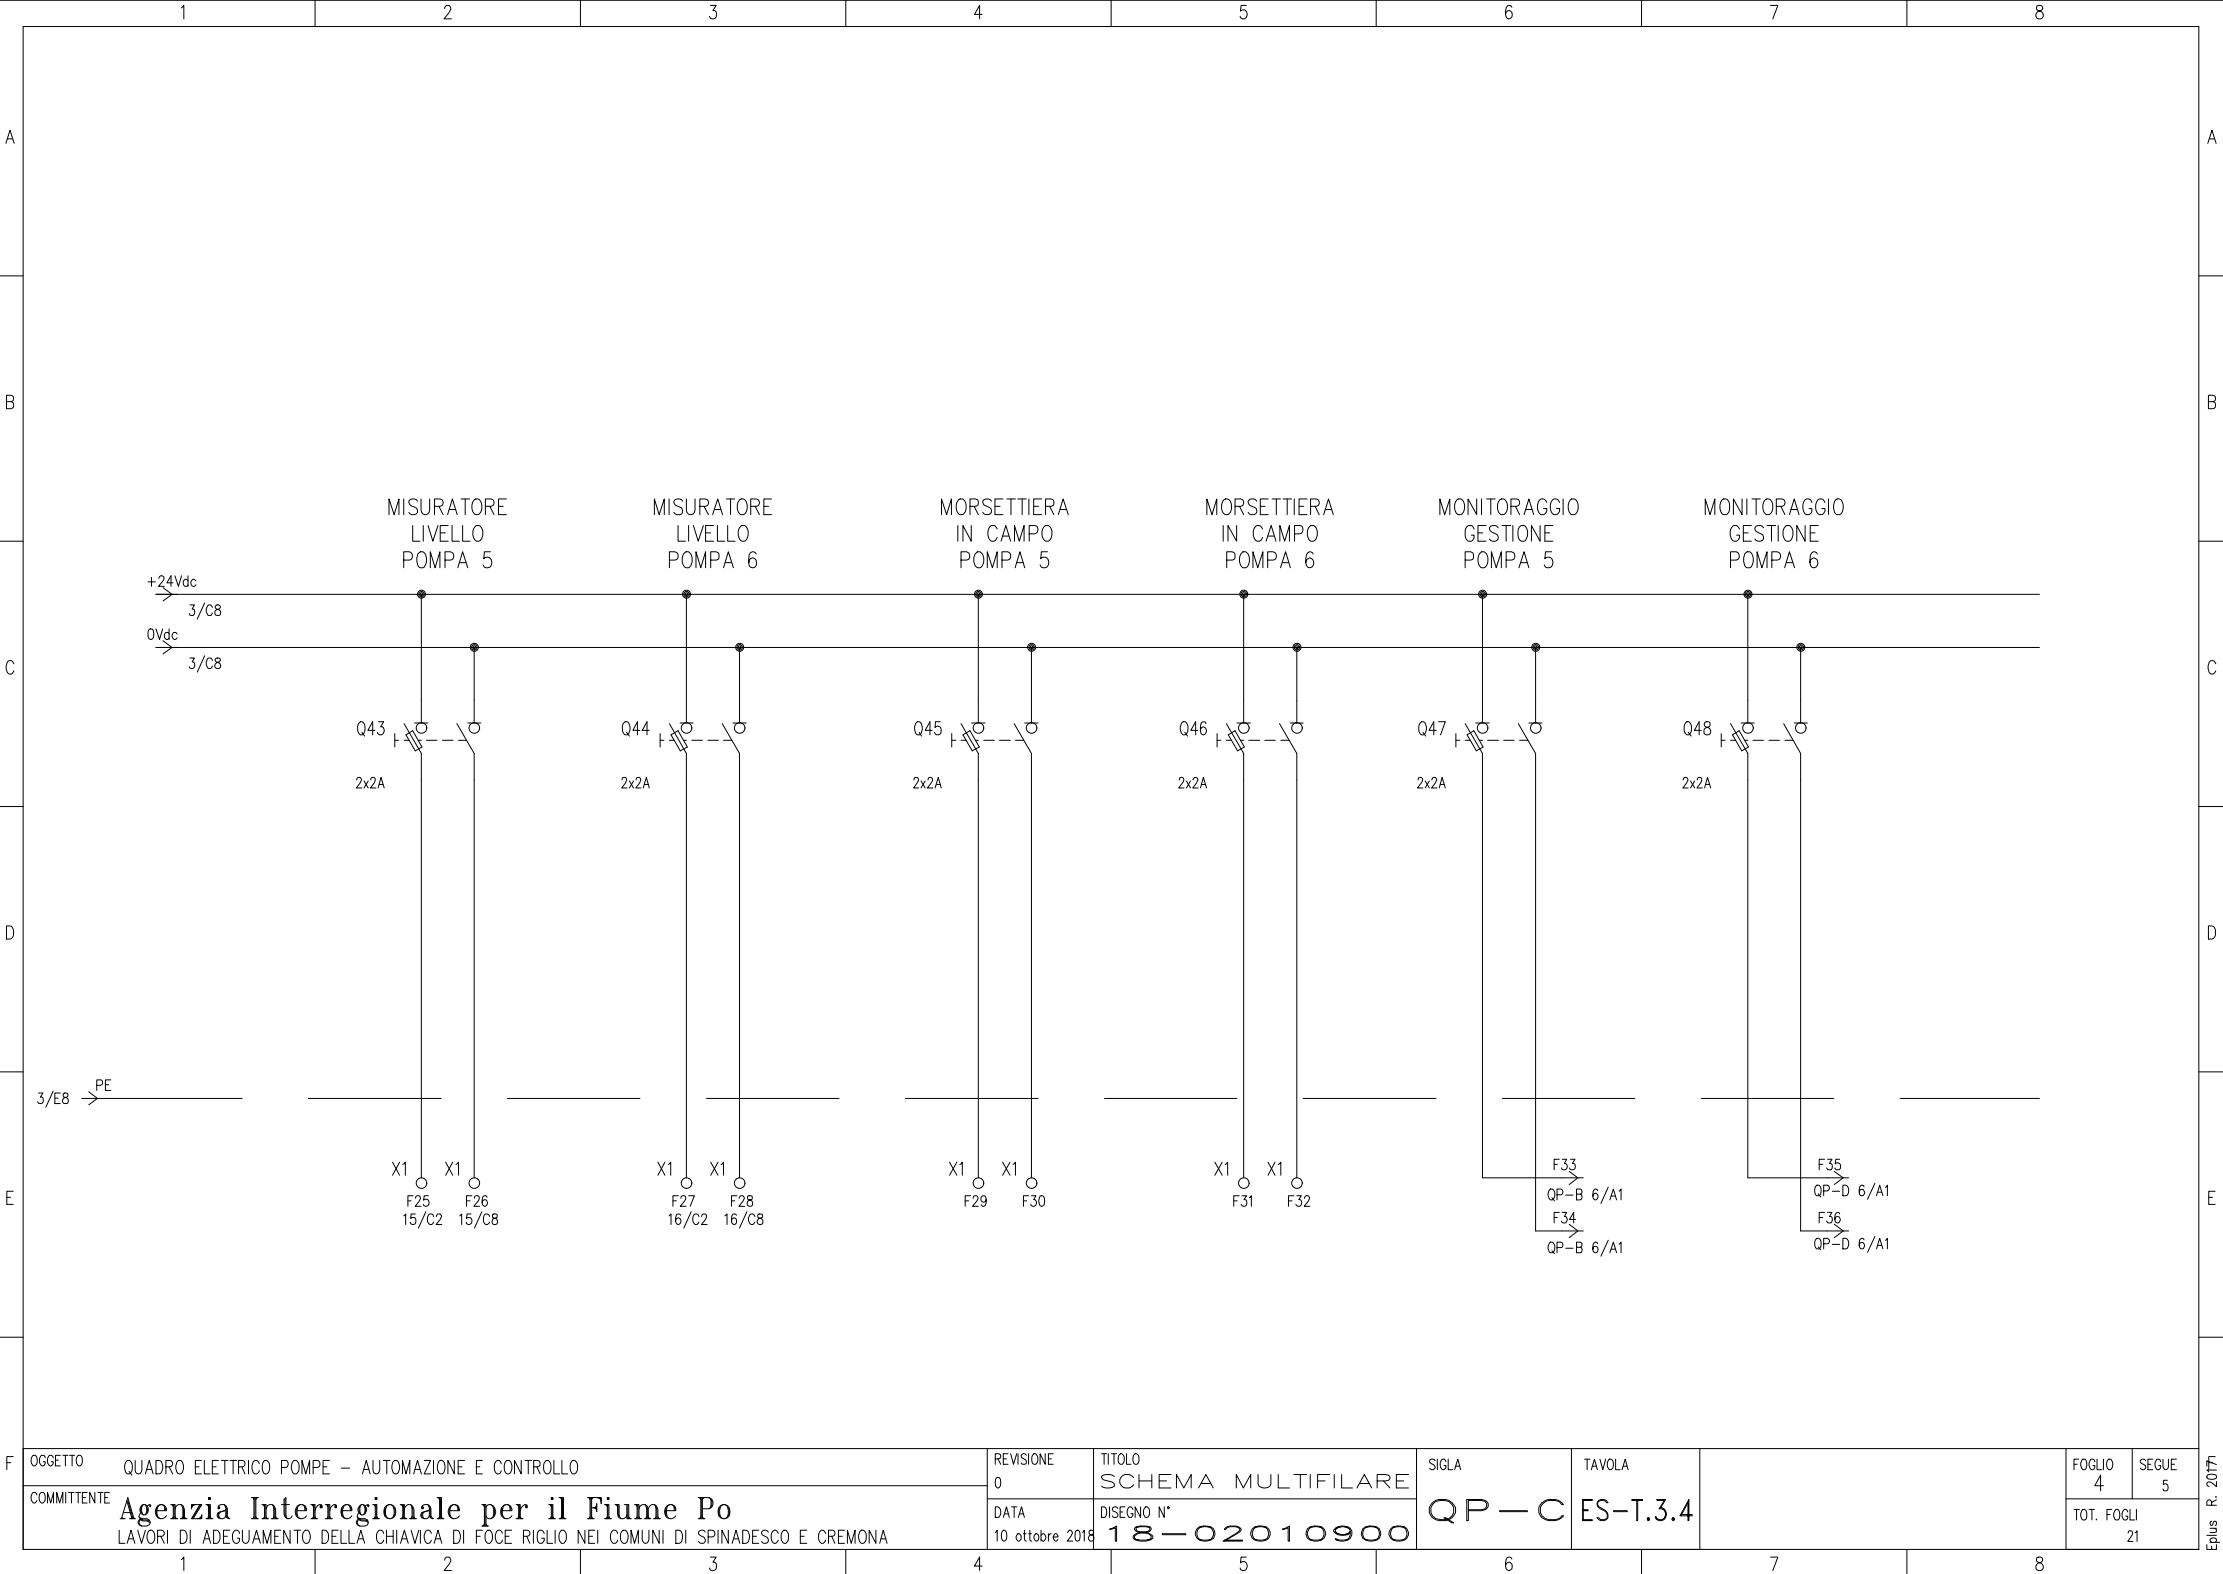 1 2 3 4 5 6 7 8
A A
B B
MISURATORE LIVELLO POMPA 5
MISURATORE LIVELLO POMPA 6
MORSETTIERA IN CAMPO POMPA 5
MORSETTIERA IN CAMPO POMPA 6
MONITORAGGIO GESTIONE POMPA 5
MONITORAGGIO GESTIONE POMPA 6
+24Vdc
3/C8
0Vdc
3/C8
C C
Q43 Q44 Q45 Q46 Q47 Q48
2x2A 2x2A 2x2A 2x2A 2x2A 2x2A
D D
PE
3/E8
X1 X1 X1 X1 X1 X1 X1 X1
F25 F26 F27 F28 F29 F30 F31 F32
15/C2 15/C8 16/C2 16/C8
F33
QP-B 6/A1
F34
QP-B 6/A1
F35
QP-D 6/A1
F36
QP-D 6/A1
E E
F F
OGGETTO QUADRO ELETTRICO POMPE - AUTOMAZIONE E CONTROLLO
COMMITTENTE Agenzia Interregionale per il Fiume Po
LAVORI DI ADEGUAMENTO DELLA CHIAVICA DI FOCE RIGLIO NEI COMUNI DI SPINADESCO E CREMONA
REVISIONE
0
DATA
10 ottobre 2018
TITOLO
SCHEMA MULTIFILARE
DISEGNO N°
18-02010900
SIGLA
QP-C
TAVOLA
ES-T.3.4
FOGLIO
4
SEGUE
5
TOT. FOGLI
21
Eplus R. 2017
1 2 3 4 5 6 7 8